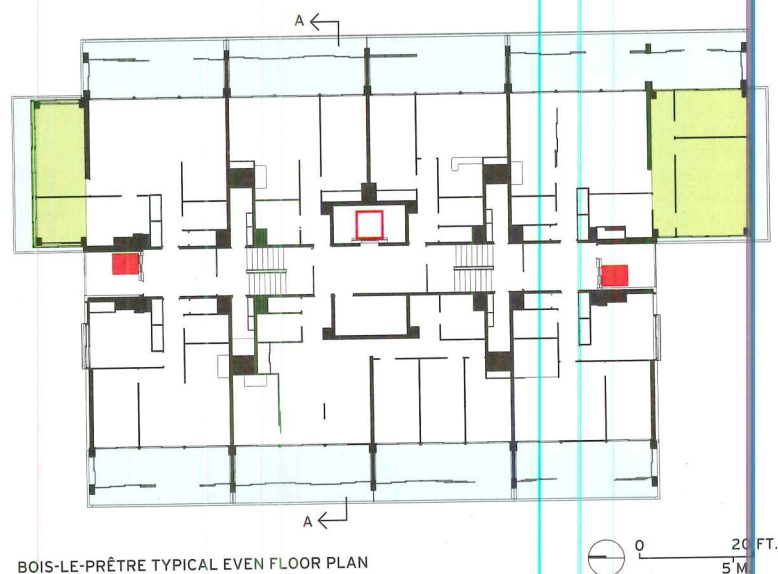 A
A
0 20 FT.
5 M
BOIS-LE-PRÊTRE TYPICAL EVEN FLOOR PLAN